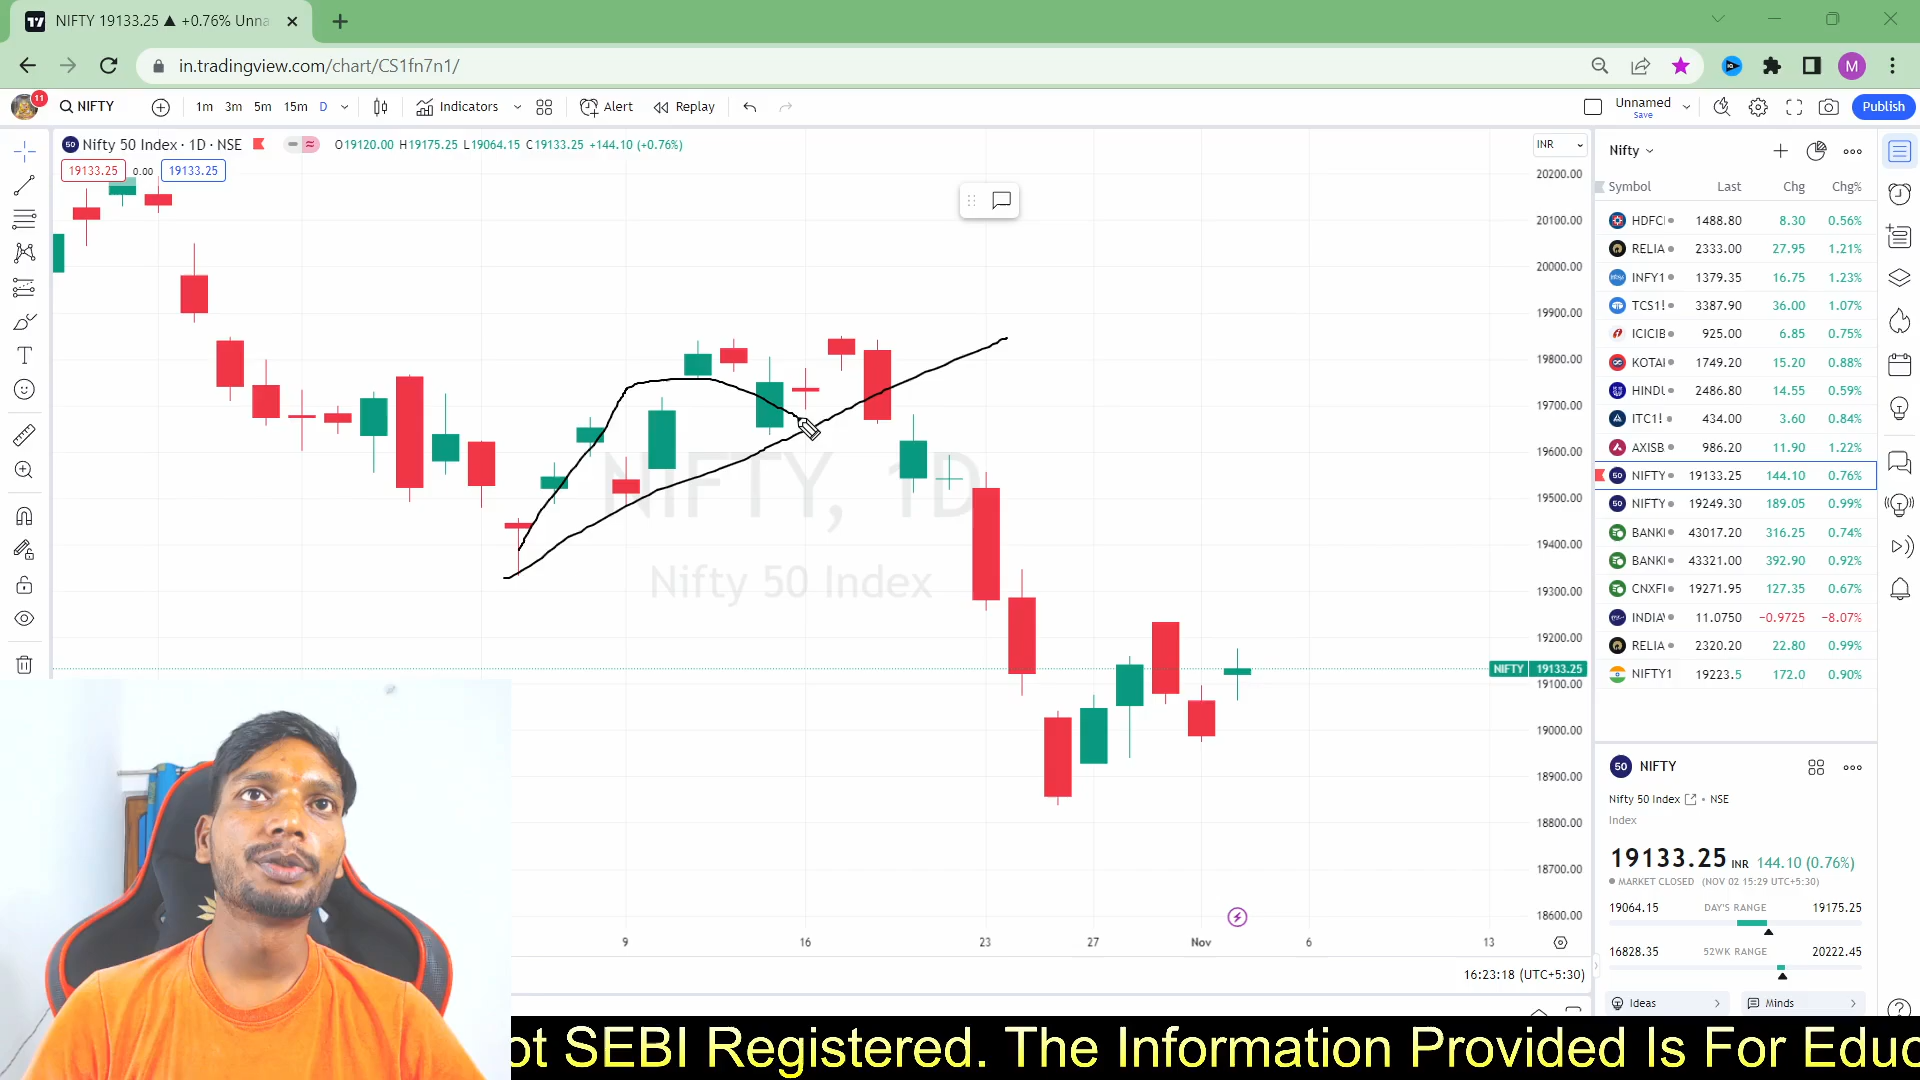 NIFTY 19133.25 ▲ +0.76% Unna
in.tradingview.com/chart/CS1fn7n1/
M
11
NIFTY
1m 3m 5m 15m D
Indicators
Alert
Replay
Unnamed
Save
Publish
50 Nifty 50 Index · 1D · NSE
O19120.00 H19175.25 L19064.15 C19133.25 +144.10 (+0.76%)
19133.25 0.00 19133.25
INR
20200.00
20100.00
20000.00
19900.00
19800.00
19700.00
19600.00
19500.00
19400.00
19300.00
19200.00
NIFTY 19133.25
19100.00
19000.00
18900.00
18800.00
18700.00
18600.00
NIFTY, 1D
Nifty 50 Index
9 16 23 27 Nov 6 13
16:23:18 (UTC+5:30)
Nifty
Symbol Last Chg Chg%
HDFC 1488.80 8.30 0.56%
RELIA 2333.00 27.95 1.21%
INFY1 1379.35 16.75 1.23%
TCS1! 3387.90 36.00 1.07%
ICICIB 925.00 6.85 0.75%
KOTAI 1749.20 15.20 0.88%
HINDU 2486.80 14.55 0.59%
ITC1! 434.00 3.60 0.84%
AXISB 986.20 11.90 1.22%
50 NIFTY 19133.25 144.10 0.76%
50 NIFTY 19249.30 189.05 0.99%
BANKI 43017.20 316.25 0.74%
BANKI 43321.00 392.90 0.92%
CNXFI 19271.95 127.35 0.67%
INDIAV 11.0750 −0.9725 −8.07%
RELIA 2320.20 22.80 0.99%
NIFTY1 19223.5 172.0 0.90%
50 NIFTY
Nifty 50 Index · NSE
Index
19133.25 INR 144.10 (0.76%)
MARKET CLOSED (NOV 02 15:29 UTC+5:30)
19064.15 DAY'S RANGE 19175.25
16828.35 52WK RANGE 20222.45
Ideas
Minds
ot SEBI Registered. The Information Provided Is For Educ